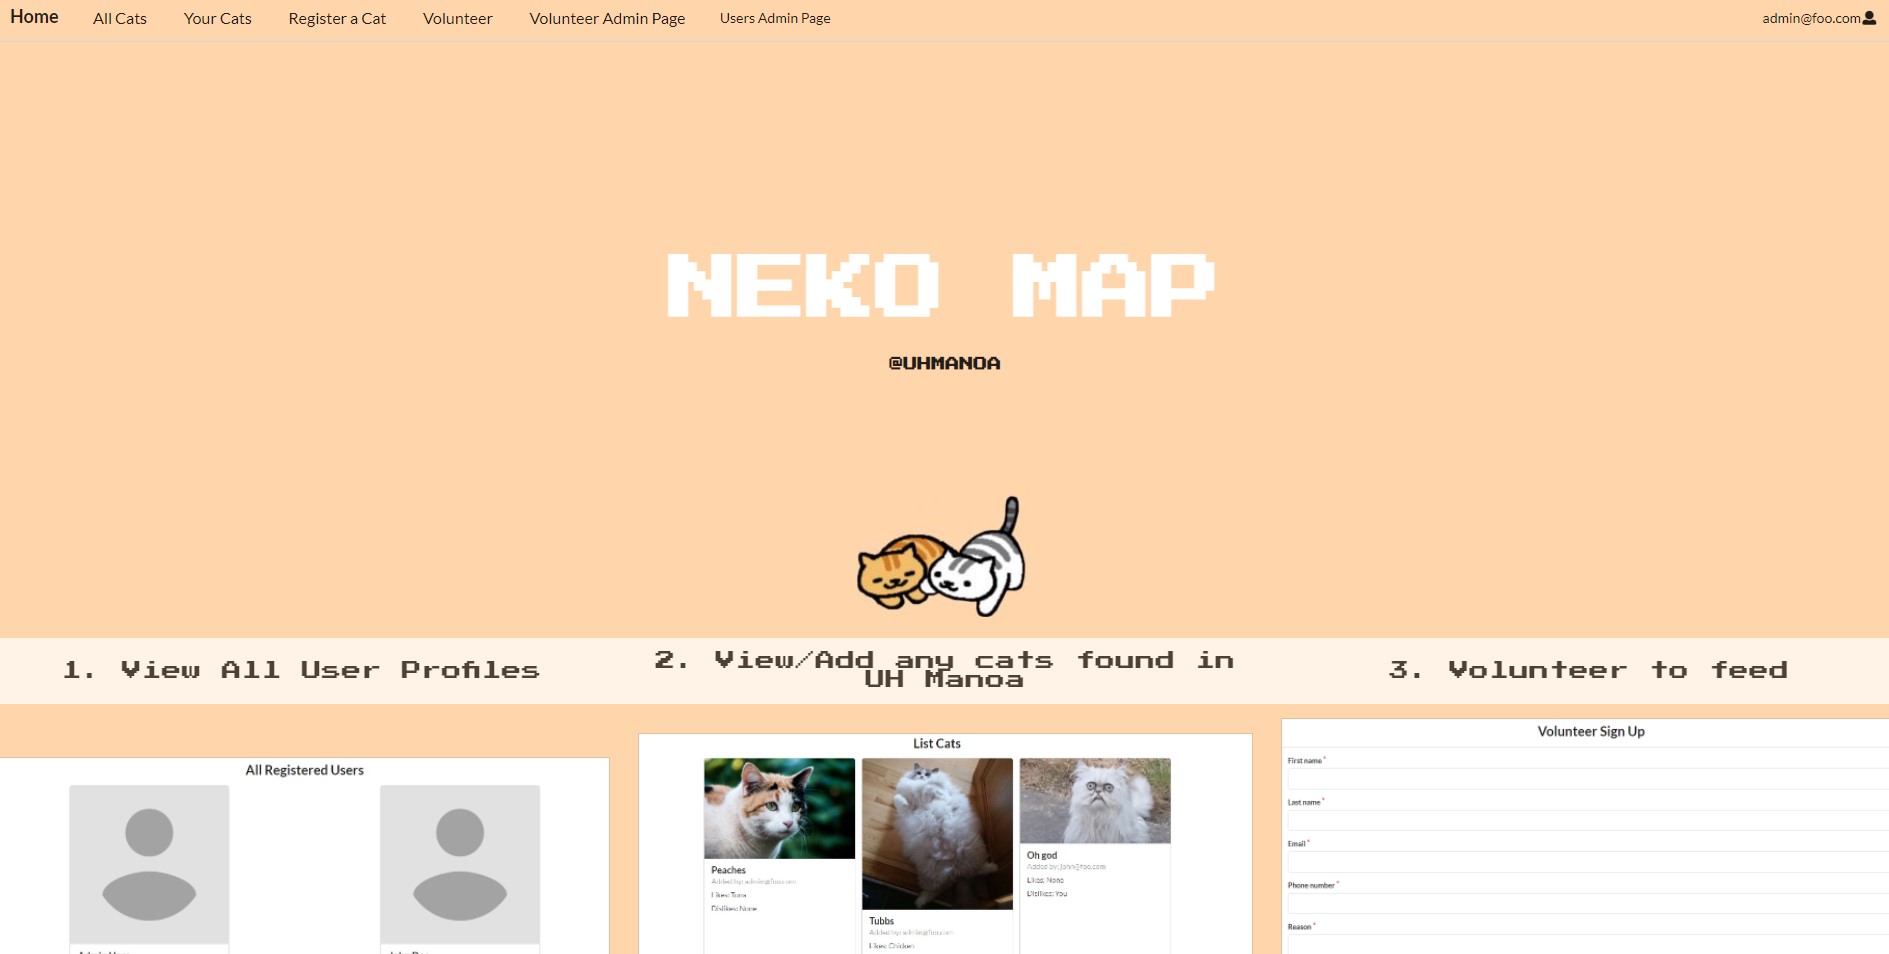 Home All Cats Your Cats Register a Cat Volunteer Volunteer Admin Page Users Admin Page admin@foo.com
NEKO MAP
@UHMANOA
1. View All User Profiles
2. View/Add any cats found in
UH Manoa
3. Volunteer to feed
All Registered Users
List Cats
Peaches
Added by: admin@foo.com
Likes: Tuna
Dislikes: None
Tubbs
Added by: admin@foo.com
Likes: Chicken
Oh god
Added by: john@foo.com
Likes: None
Dislikes: You
Volunteer Sign Up
First name *
Last name *
Email *
Phone number *
Reason *